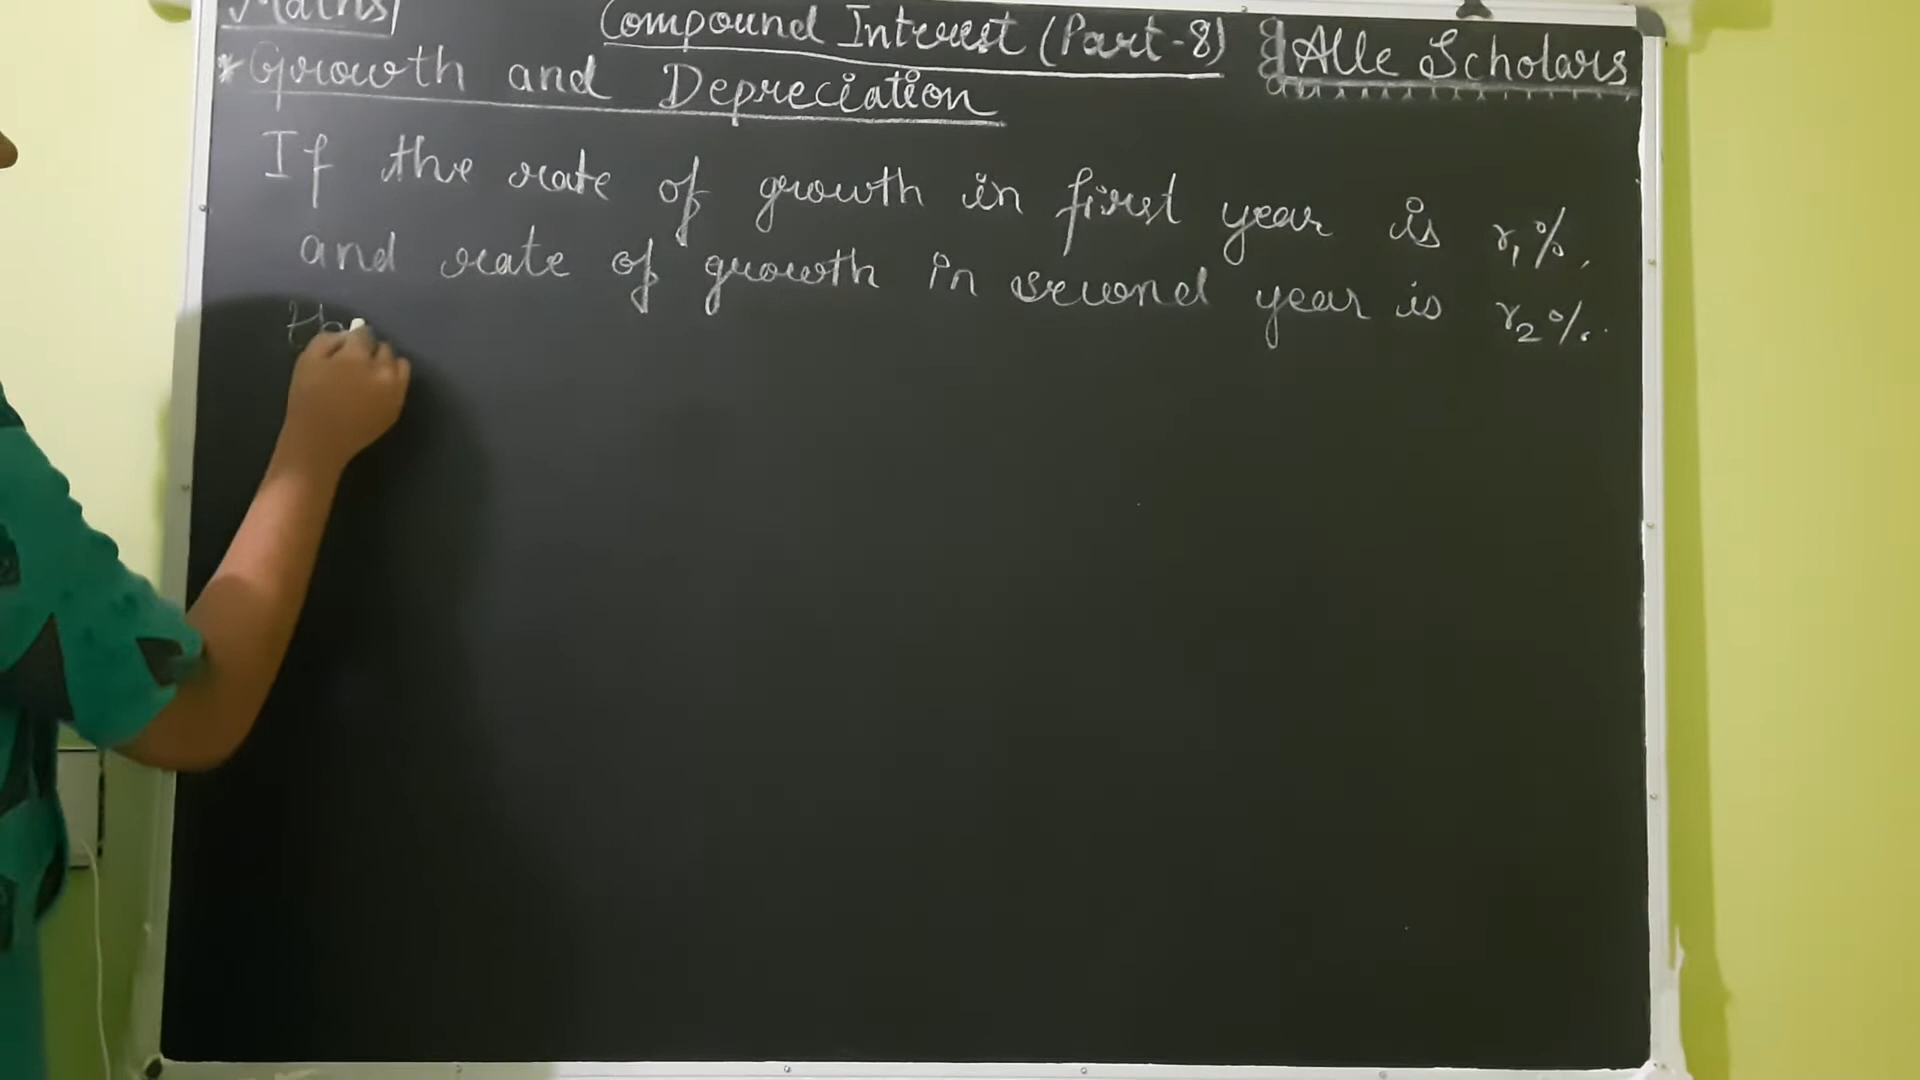 Maths
Compound Interest (Part-8)
Alle Scholars
* Growth and Depreciation
If the rate of growth in first year is r₁%,
and rate of growth in second year is r₂%.